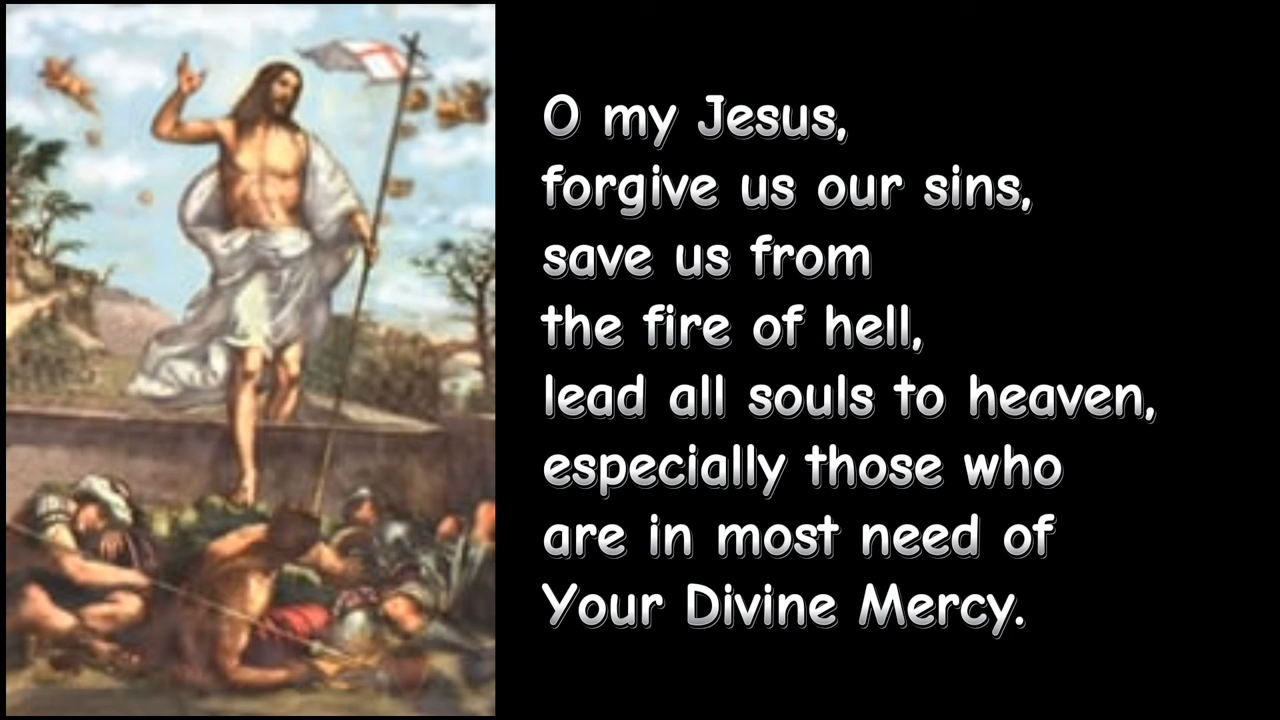 O my Jesus,
forgive us our sins,
save us from
the fire of hell,
lead all souls to heaven,
especially those who
are in most need of
Your Divine Mercy.